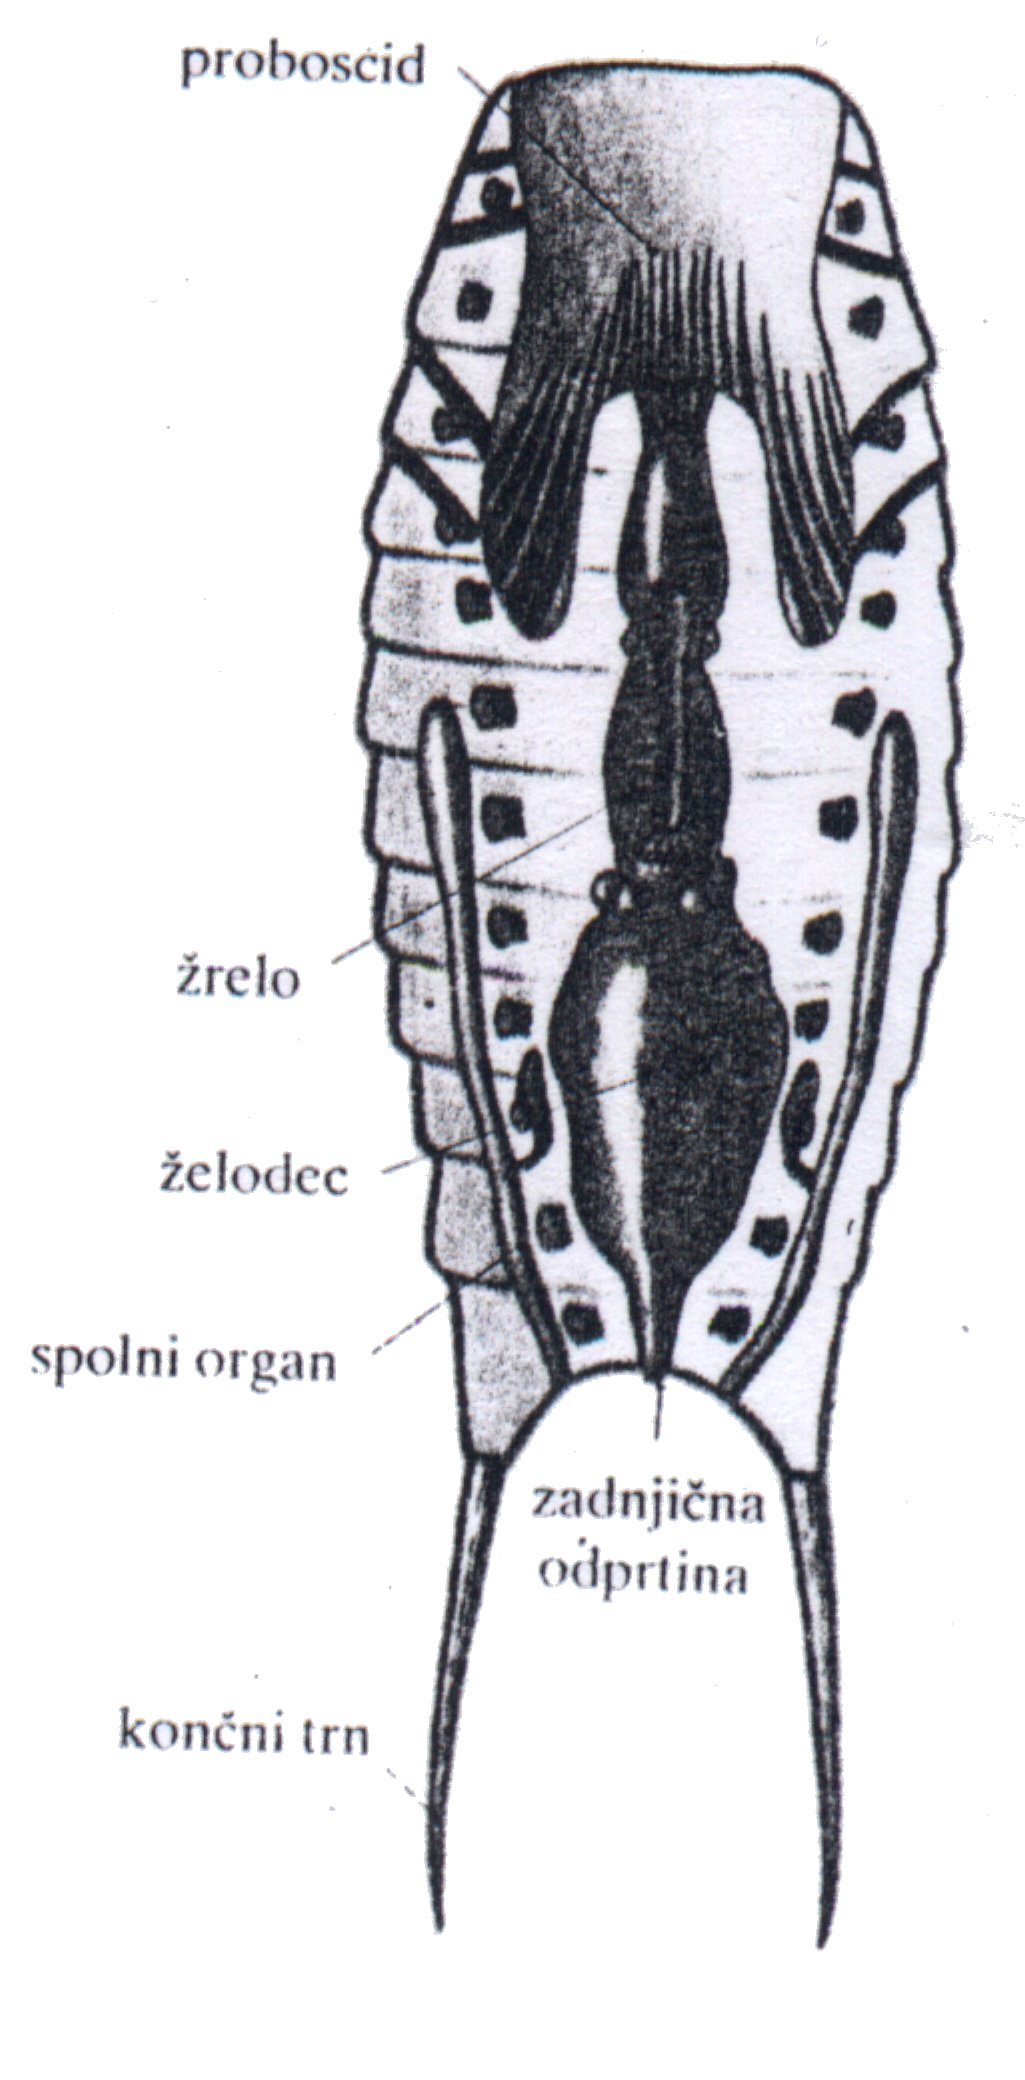 proboscid
žrelo
želodec
spolni organ
zadnjična
odprtina
končni trn